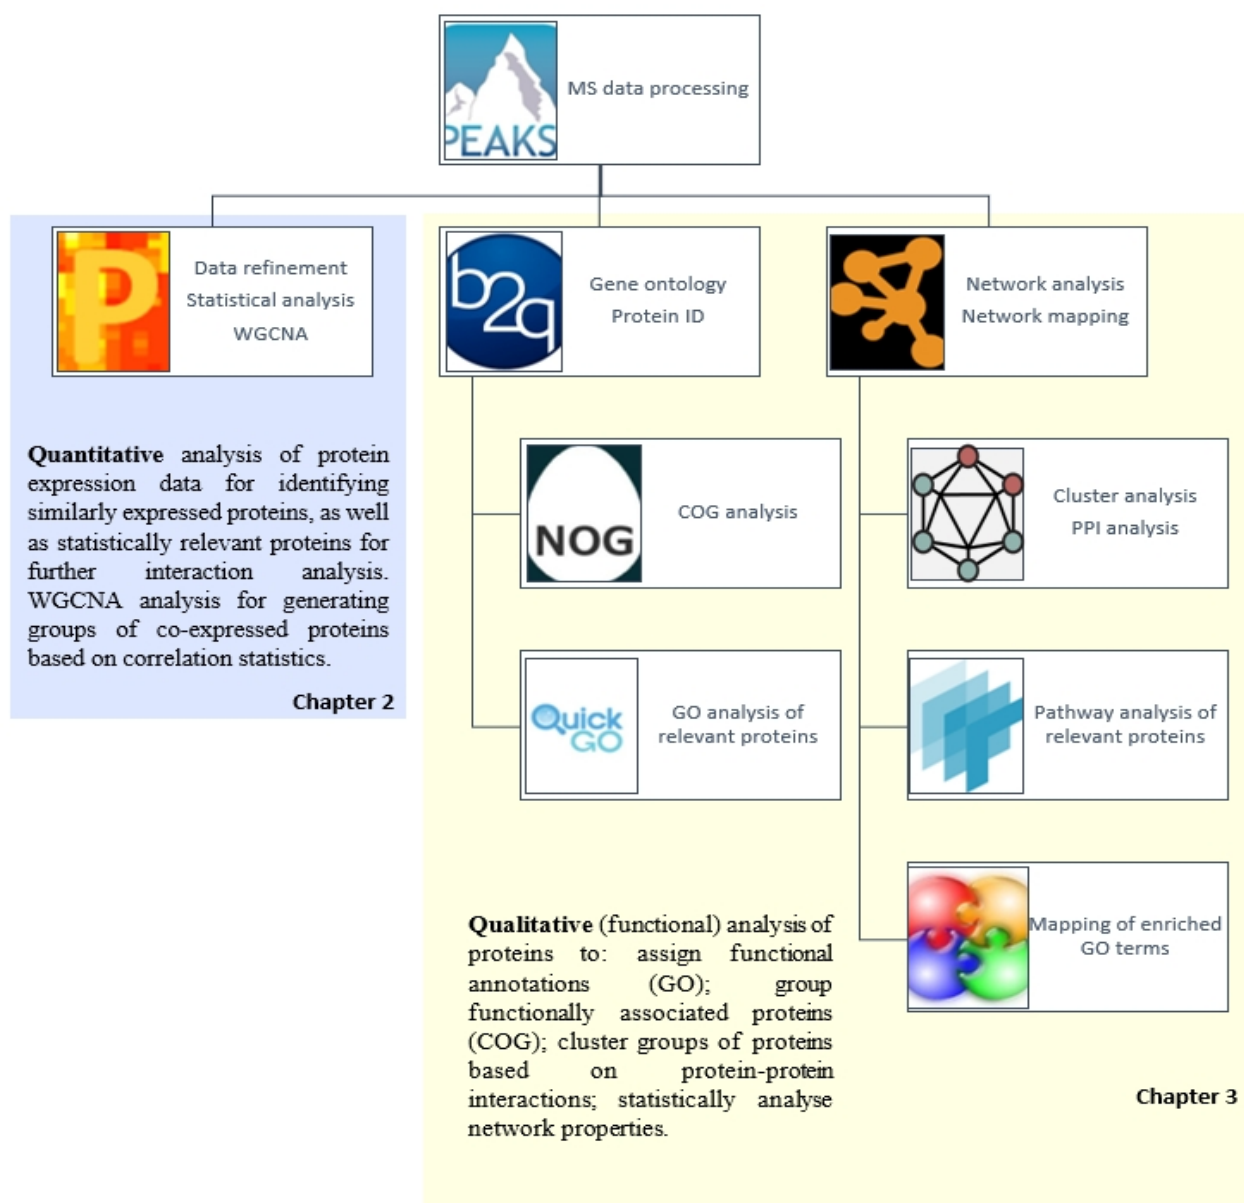 PEAKS
MS data processing
P
Data refinement
Statistical analysis
WGCNA
Quantitative analysis of protein
expression data for identifying
similarly expressed proteins, as well
as statistically relevant proteins for
further interaction analysis.
WGCNA analysis for generating
groups of co-expressed proteins
based on correlation statistics.
Chapter 2
b2g
Gene ontology
Protein ID
Network analysis
Network mapping
NOG
COG analysis
Cluster analysis
PPI analysis
Quick
GO
GO analysis of
relevant proteins
Pathway analysis of
relevant proteins
Mapping of enriched
GO terms
Qualitative (functional) analysis of
proteins to: assign functional
annotations (GO); group
functionally associated proteins
(COG); cluster groups of proteins
based on protein-protein
interactions; statistically analyse
network properties.
Chapter 3